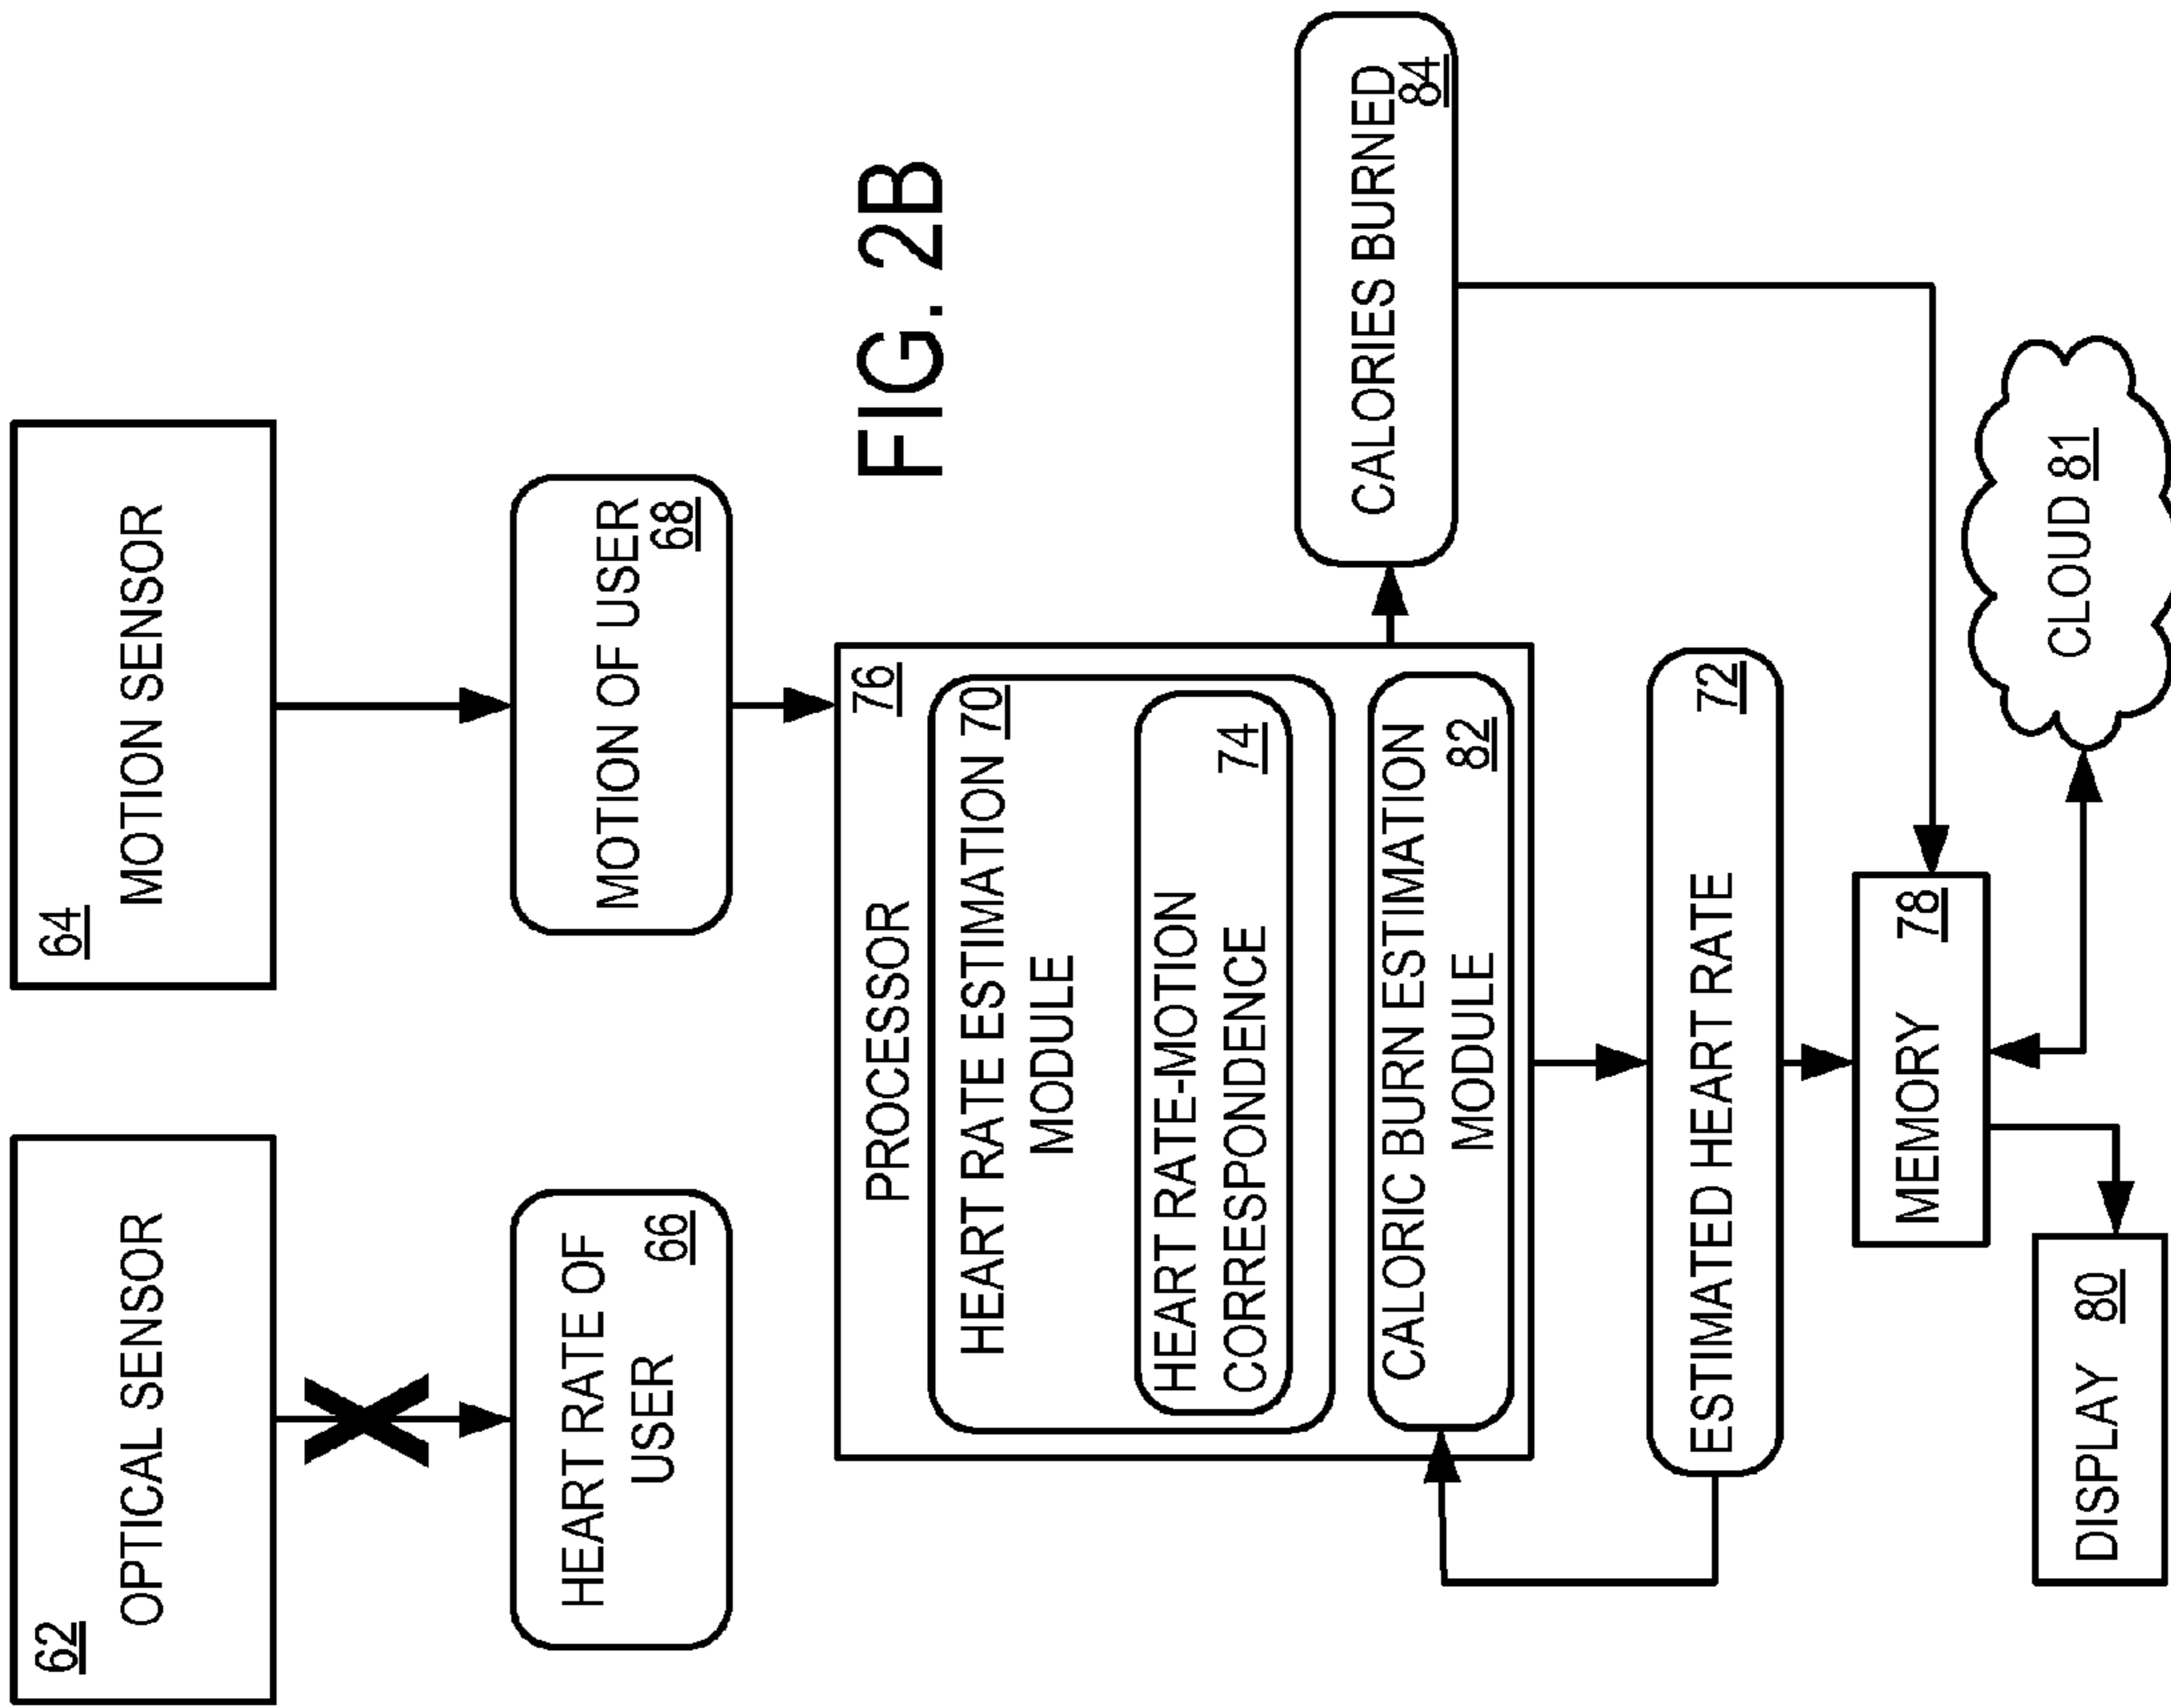 62
OPTICAL SENSOR
64
MOTION SENSOR
HEART RATE OF
USER 66
MOTION OF USER
68
PROCESSOR 76
HEART RATE ESTIMATION 70
MODULE
HEART RATE-MOTION
CORRESPONDENCE 74
CALORIC BURN ESTIMATION
MODULE 82
FIG. 2B
CALORIES BURNED
84
ESTIMATED HEART RATE 72
MEMORY 78
DISPLAY 80
CLOUD 81